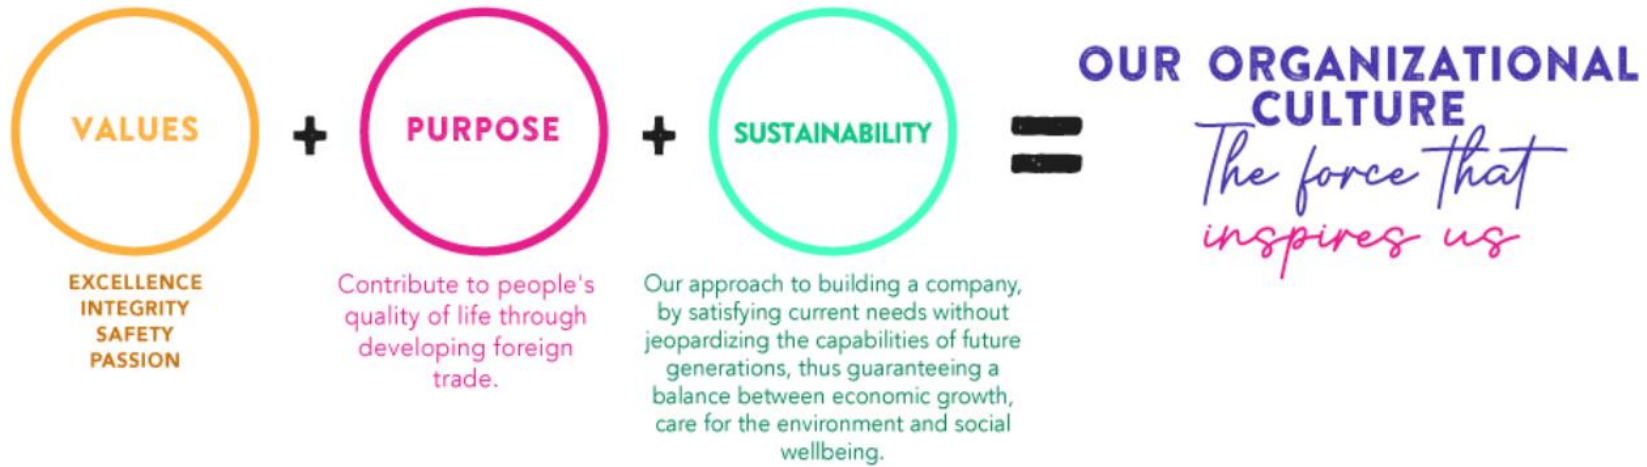 VALUES
EXCELLENCE
INTEGRITY
SAFETY
PASSION
+
PURPOSE
Contribute to people's
quality of life through
developing foreign
trade.
+
SUSTAINABILITY
Our approach to building a company,
by satisfying current needs without
jeopardizing the capabilities of future
generations, thus guaranteeing a
balance between economic growth,
care for the environment and social
wellbeing.
=
OUR ORGANIZATIONAL
CULTURE
The force that
inspires us